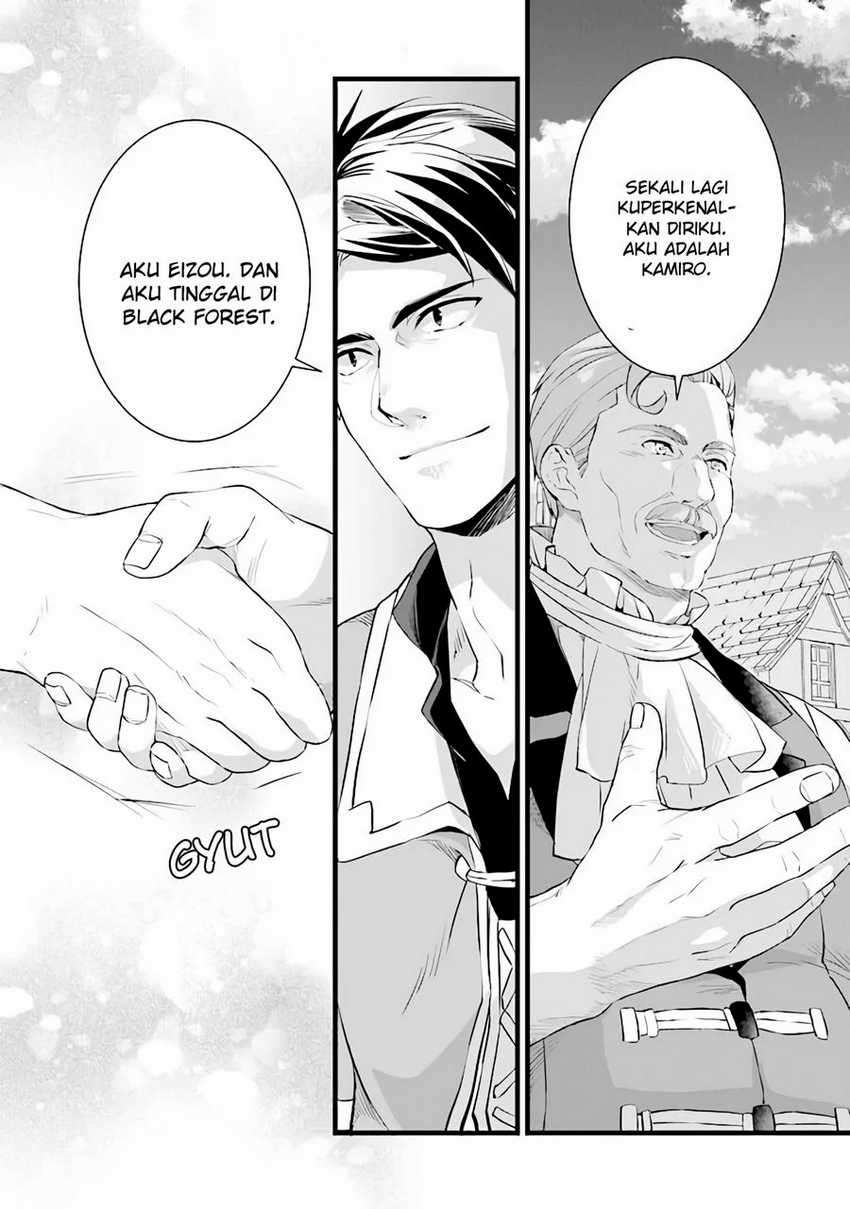 SEKALI LAGI
KUPERKENAL-
KAN DIRIKU.
AKU ADALAH
KAMIRO.
AKU EIZOU. DAN
AKU TINGGAL DI
BLACK FOREST.
GYUT